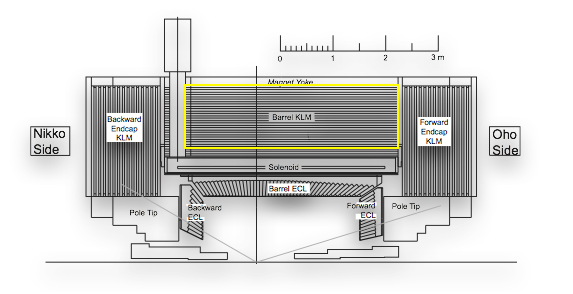 0 1 2 3 m
Magnet Yoke
Backward
Endcap
KLM
Barrel KLM
Forward
Endcap
KLM
Nikko
Side
Oho
Side
Solenoid
Barrel ECL
Pole Tip
Backward
ECL
Forward
ECL
Pole Tip